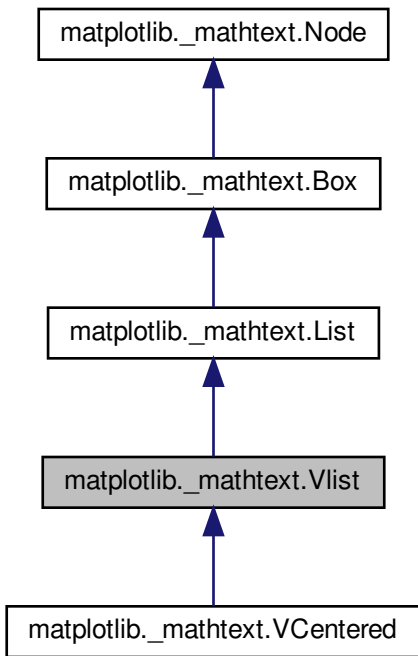 matplotlib._mathtext.Node
matplotlib._mathtext.Box
matplotlib._mathtext.List
matplotlib._mathtext.Vlist
matplotlib._mathtext.VCentered